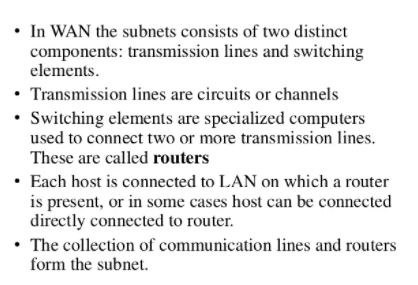 • In WAN the subnets consists of two distinct
components: transmission lines and switching
elements.
• Transmission lines are circuits or channels
• Switching elements are specialized computers
used to connect two or more transmission lines.
These are called routers
• Each host is connected to LAN on which a router
is present, or in some cases host can be connected
directly connected to router.
• The collection of communication lines and routers
form the subnet.